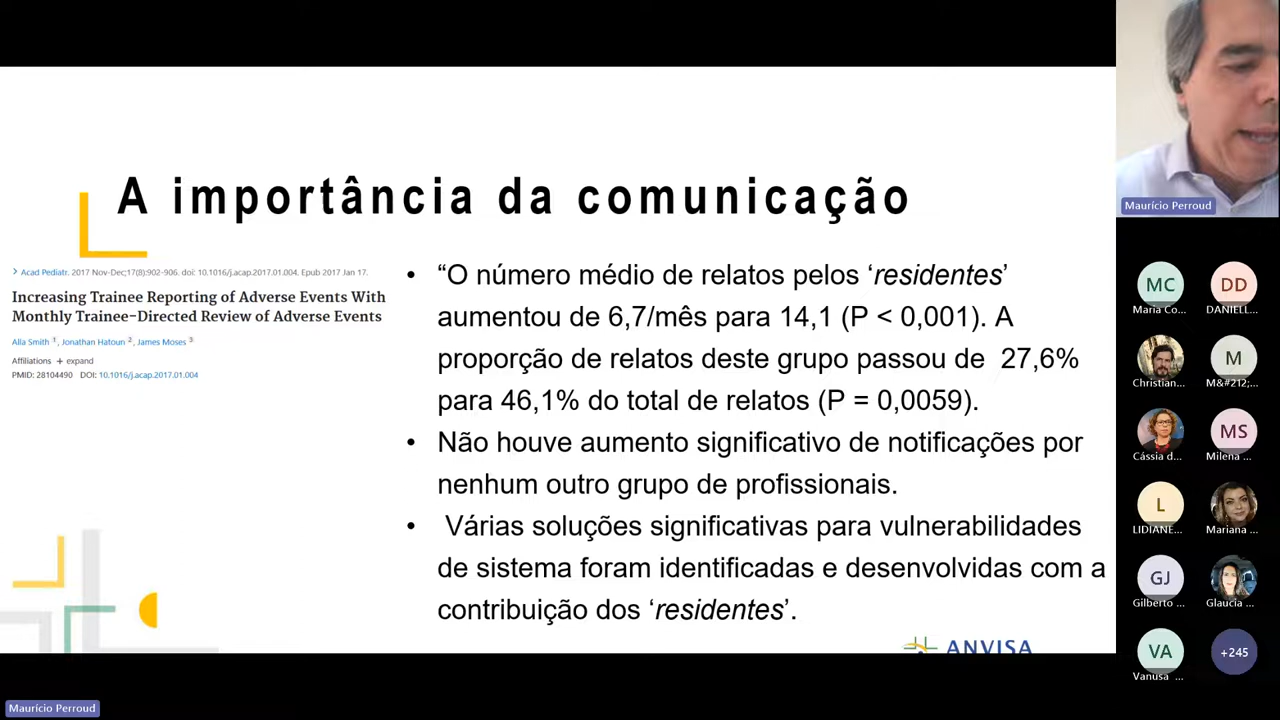 A importância da comunicação
> Acad Pediatr. 2017 Nov-Dec;17(8):902-906. doi: 10.1016/j.acap.2017.01.004. Epub 2017 Jan 17.
Increasing Trainee Reporting of Adverse Events With
Monthly Trainee-Directed Review of Adverse Events
Alla Smith 1, Jonathan Hatoun 2, James Moses 3
Affiliations + expand
PMID: 28104490 DOI: 10.1016/j.acap.2017.01.004
• “O número médio de relatos pelos ‘residentes’
aumentou de 6,7/mês para 14,1 (P < 0,001). A
proporção de relatos deste grupo passou de 27,6%
para 46,1% do total de relatos (P = 0,0059).
• Não houve aumento significativo de notificações por
nenhum outro grupo de profissionais.
• Várias soluções significativas para vulnerabilidades
de sistema foram identificadas e desenvolvidas com a
contribuição dos ‘residentes’.
ANVISA
Maurício Perroud
MC
Maria Co...
DD
DANIELL...
Christian...
M
M&#212;...
Cássia d...
MS
Milena ...
L
LIDIANE...
Mariana ...
GJ
Gilberto ...
Glaucia ...
VA
Vanusa ...
+245
Maurício Perroud